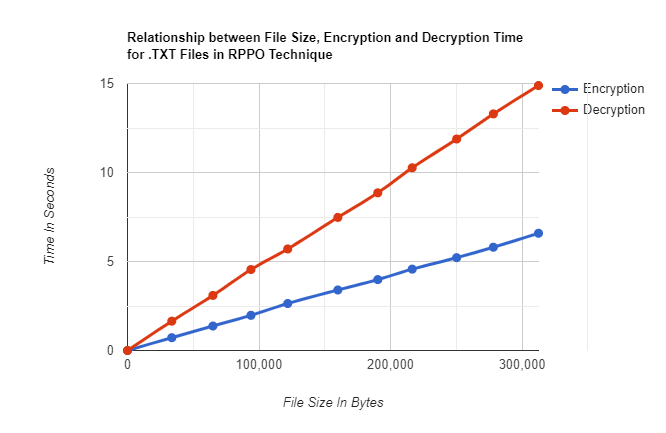 Relationship between File Size, Encryption and Decryption Time
for .TXT Files in RPPO Technique
15
10
5
0
Time In Seconds
0
100,000
200,000
300,000
File Size In Bytes
Encryption
Decryption